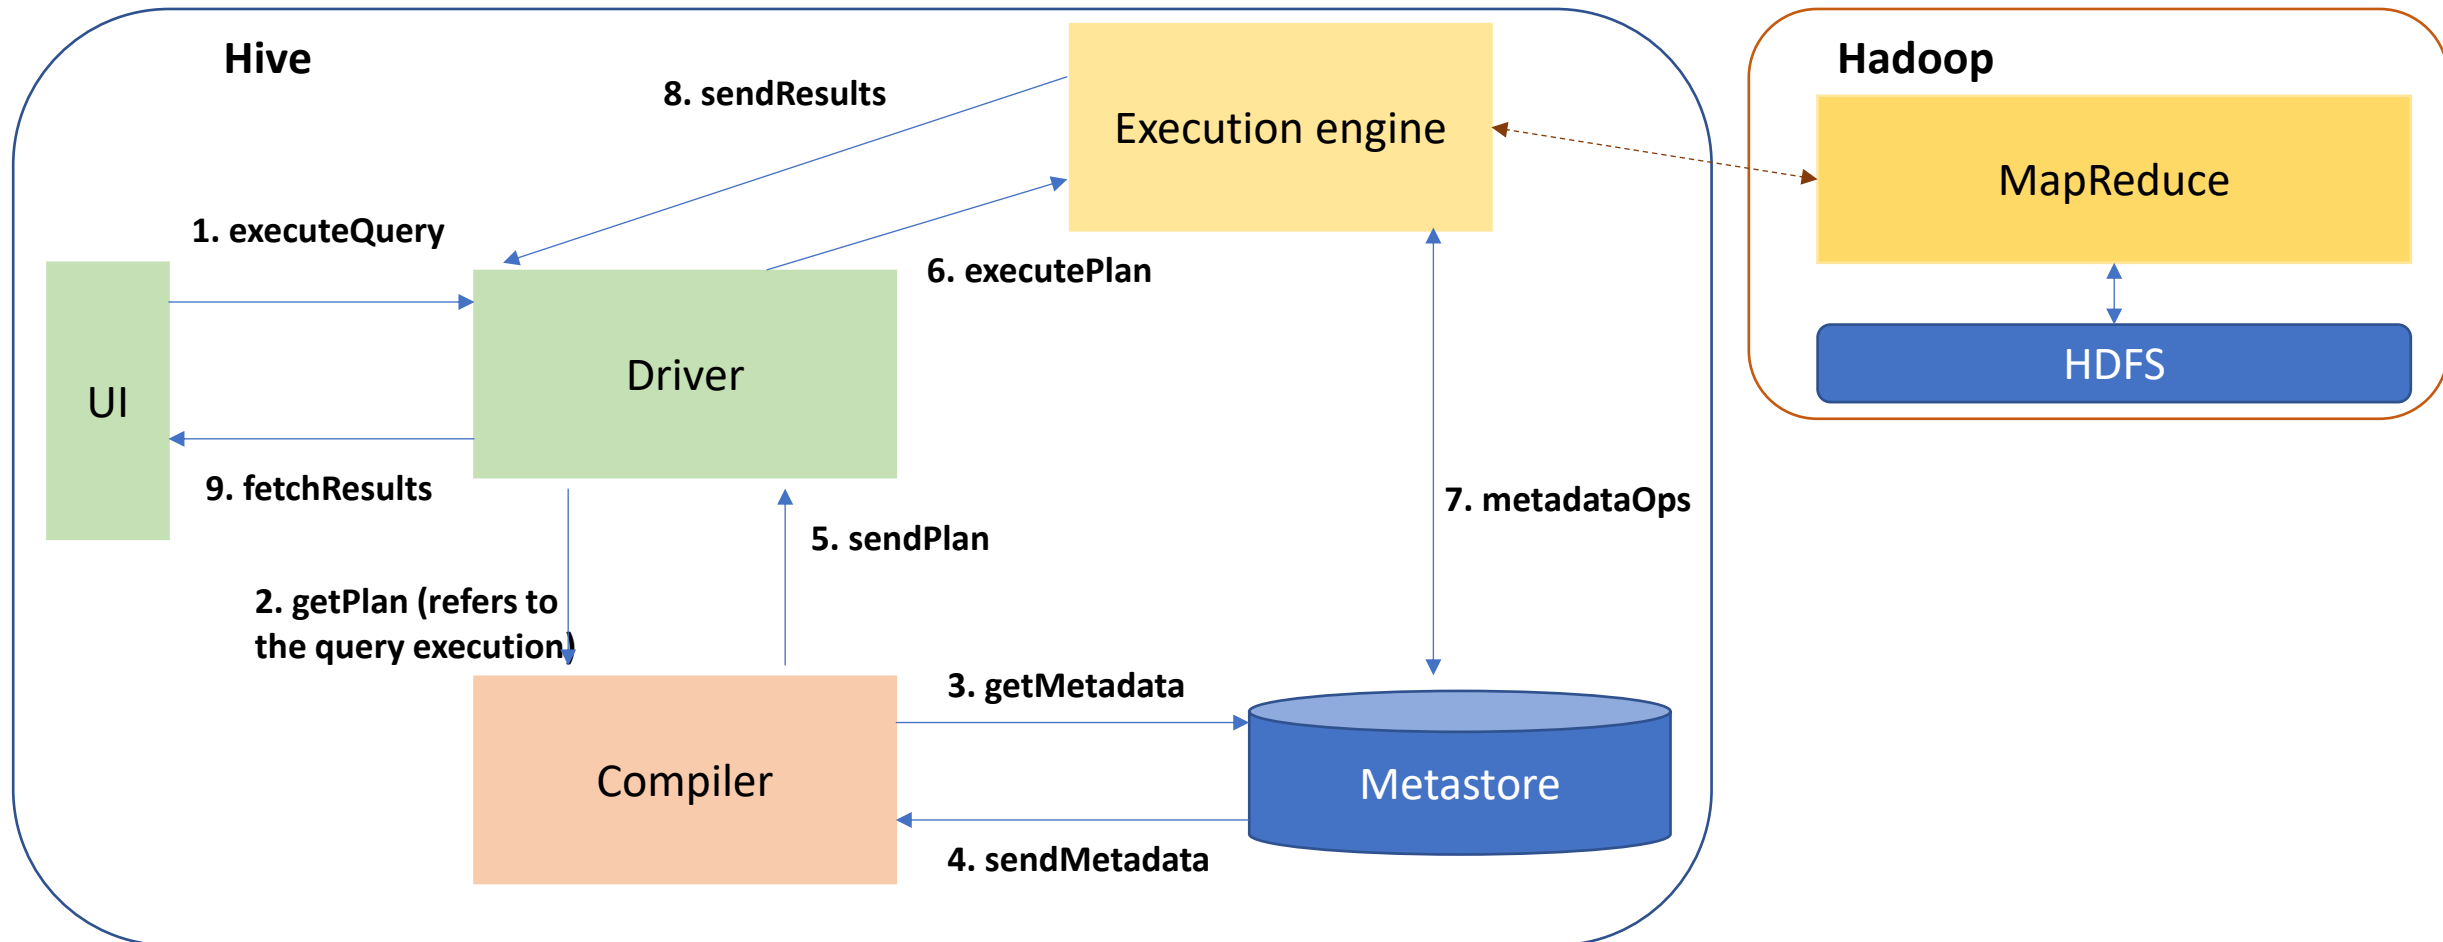 Hive
Hadoop
8. sendResults
Execution engine
MapReduce
1. executeQuery
6. executePlan
Driver
HDFS
UI
9. fetchResults
7. metadataOps
5. sendPlan
2. getPlan (refers to
the query execution)
3. getMetadata
Compiler
Metastore
4. sendMetadata